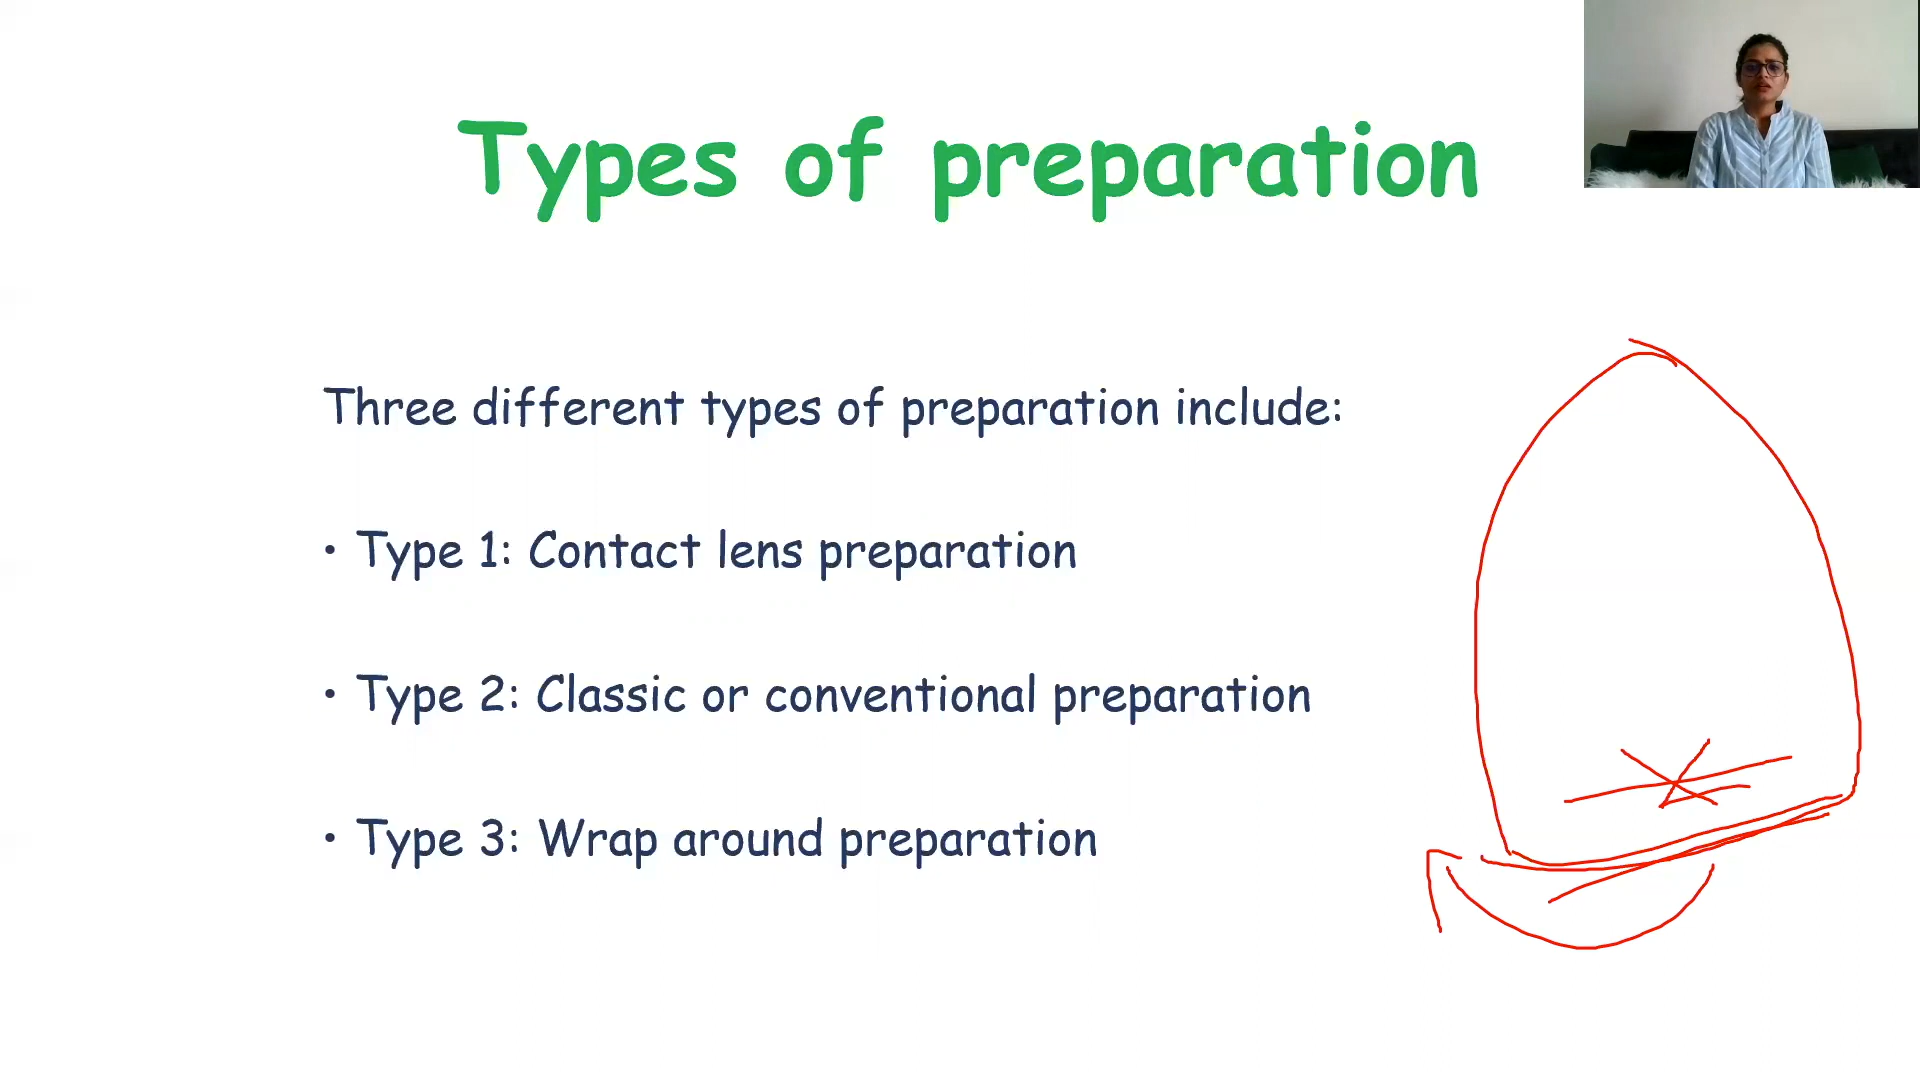 Types of preparation
Three different types of preparation include:
• Type 1: Contact lens preparation
• Type 2: Classic or conventional preparation
• Type 3: Wrap around preparation